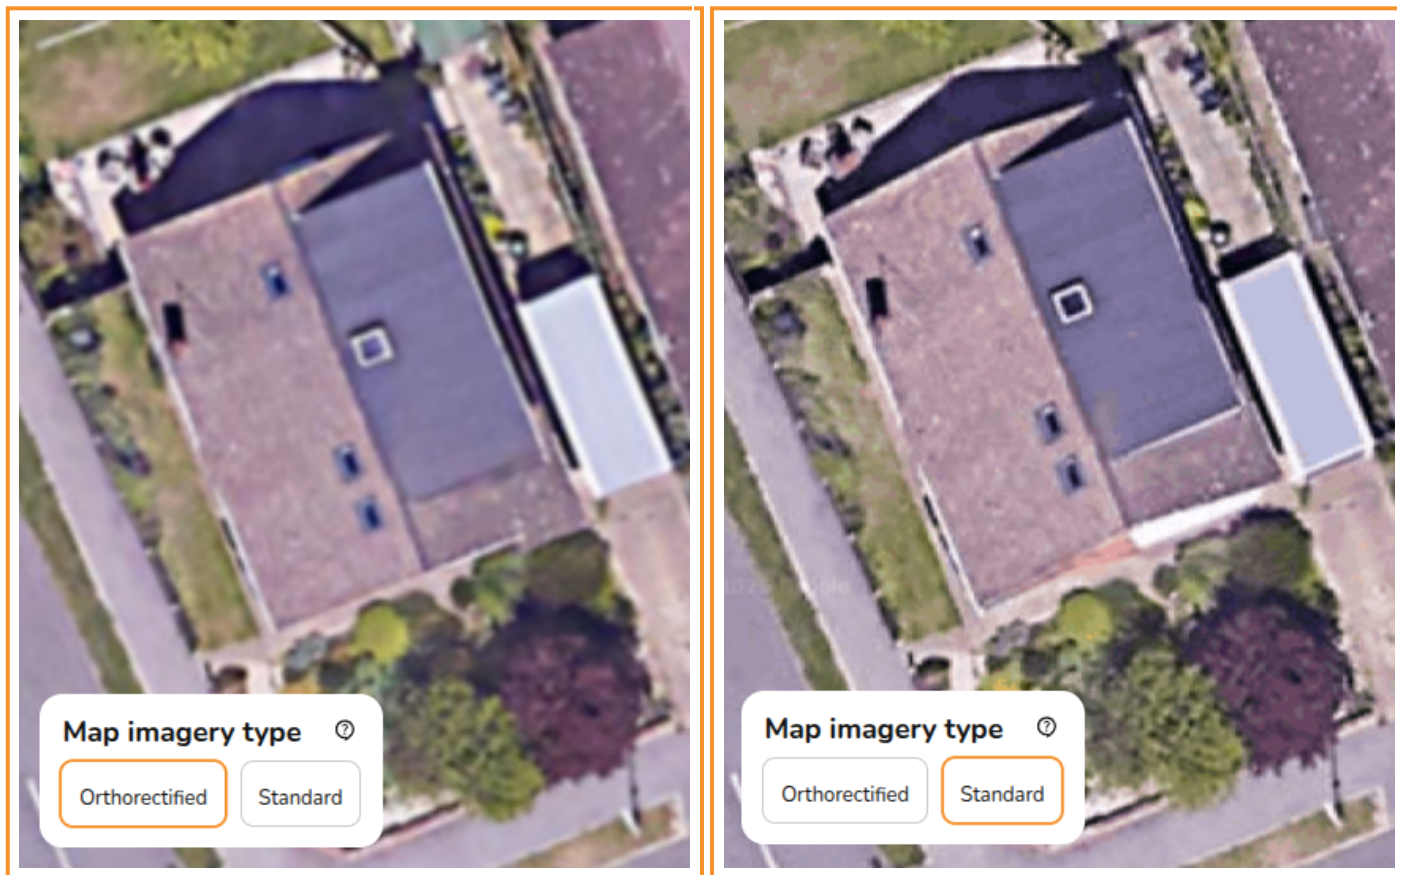 Map imagery type
Orthorectified
Standard
Map imagery type
Orthorectified
Standard